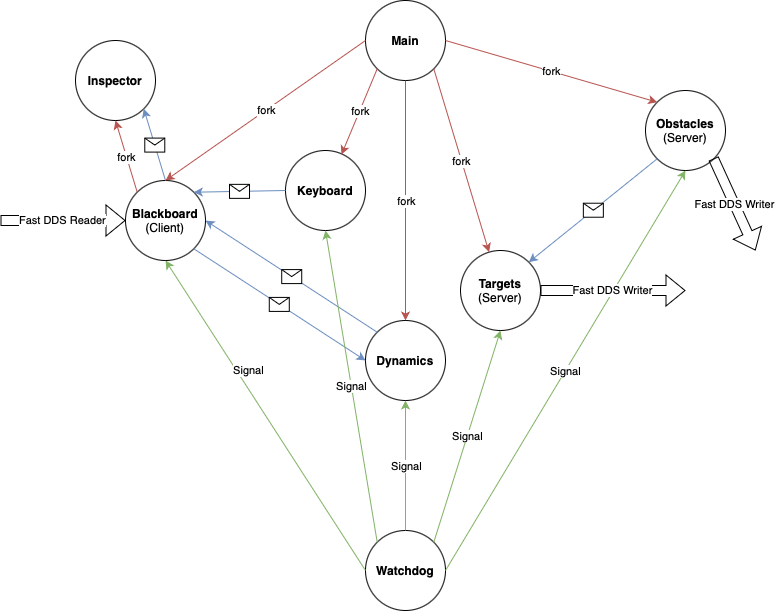 Main
Inspector
fork
fork
fork
Obstacles
(Server)
fork
fork
fork
Keyboard
Fast DDS Reader
Blackboard
(Client)
fork
Fast DDS Writer
Targets
(Server)
Fast DDS Writer
Dynamics
Signal
Signal
Signal
Signal
Signal
Watchdog